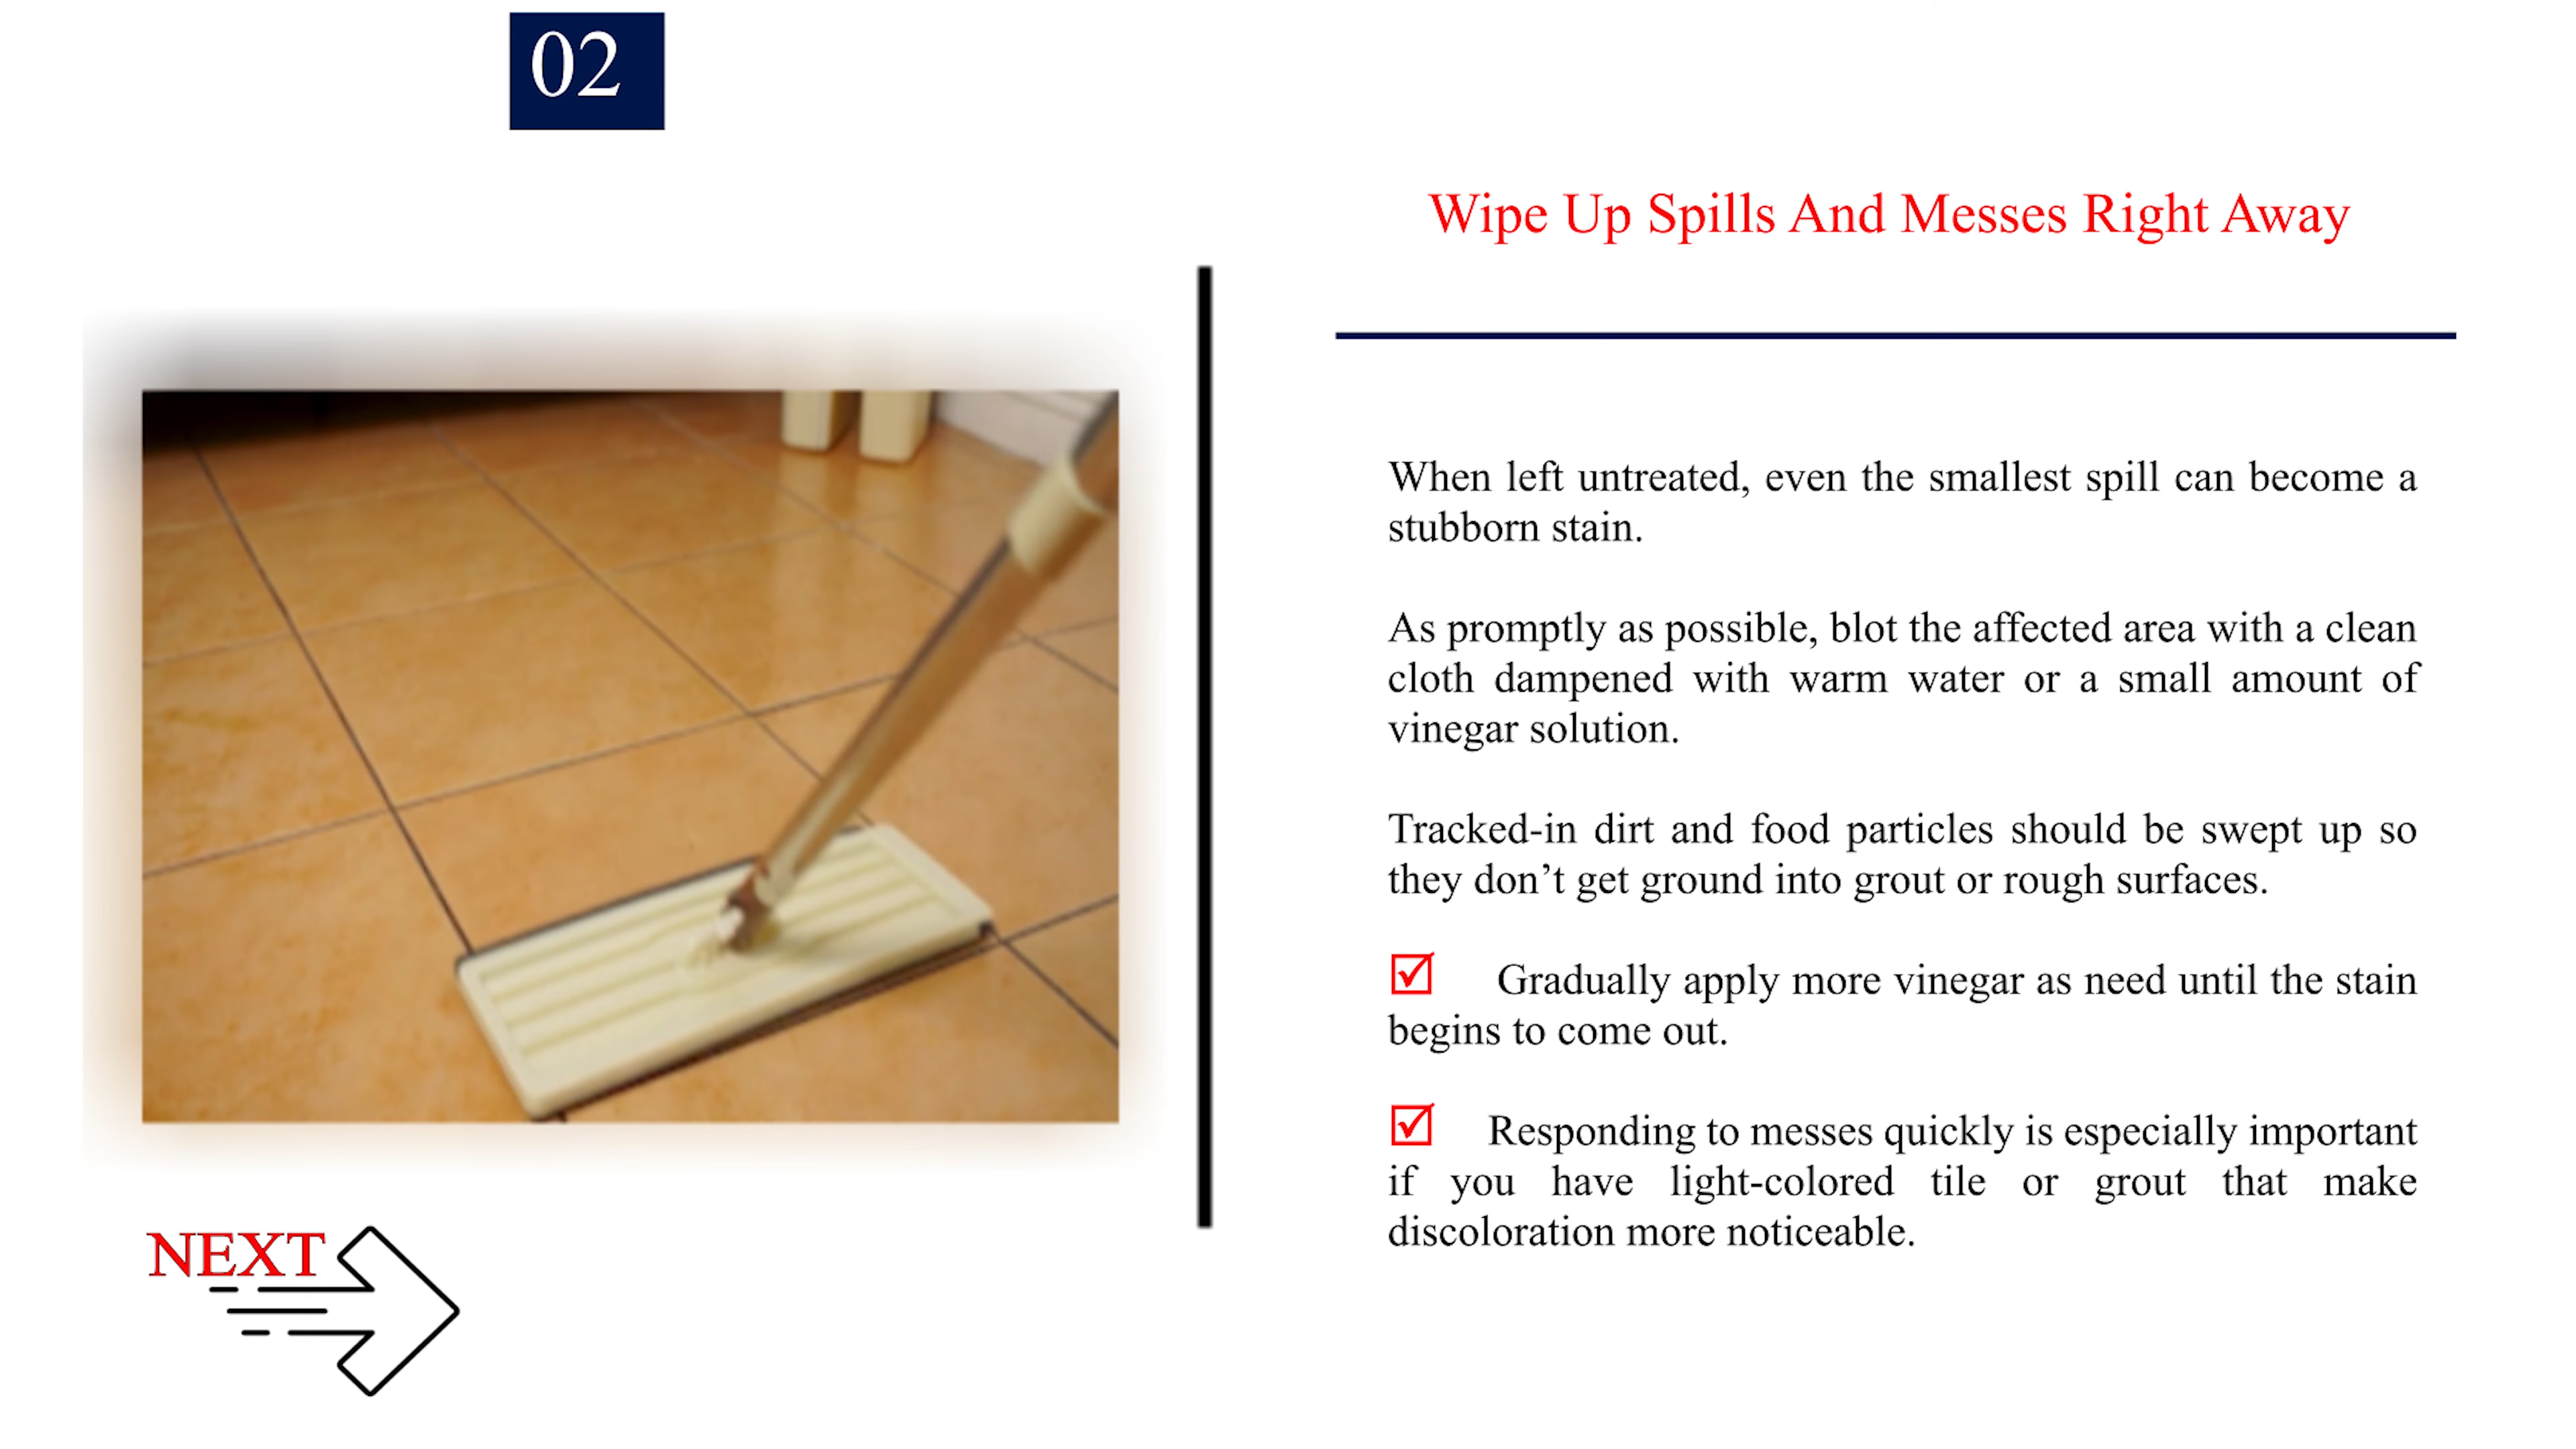 02
Wipe Up Spills And Messes Right Away
When left untreated, even the smallest spill can become a
stubborn stain.
As promptly as possible, blot the affected area with a clean
cloth dampened with warm water or a small amount of
vinegar solution.
Tracked-in dirt and food particles should be swept up so
they don’t get ground into grout or rough surfaces.
Gradually apply more vinegar as need until the stain
begins to come out.
Responding to messes quickly is especially important
if you have light-colored tile or grout that make
discoloration more noticeable.
NEXT